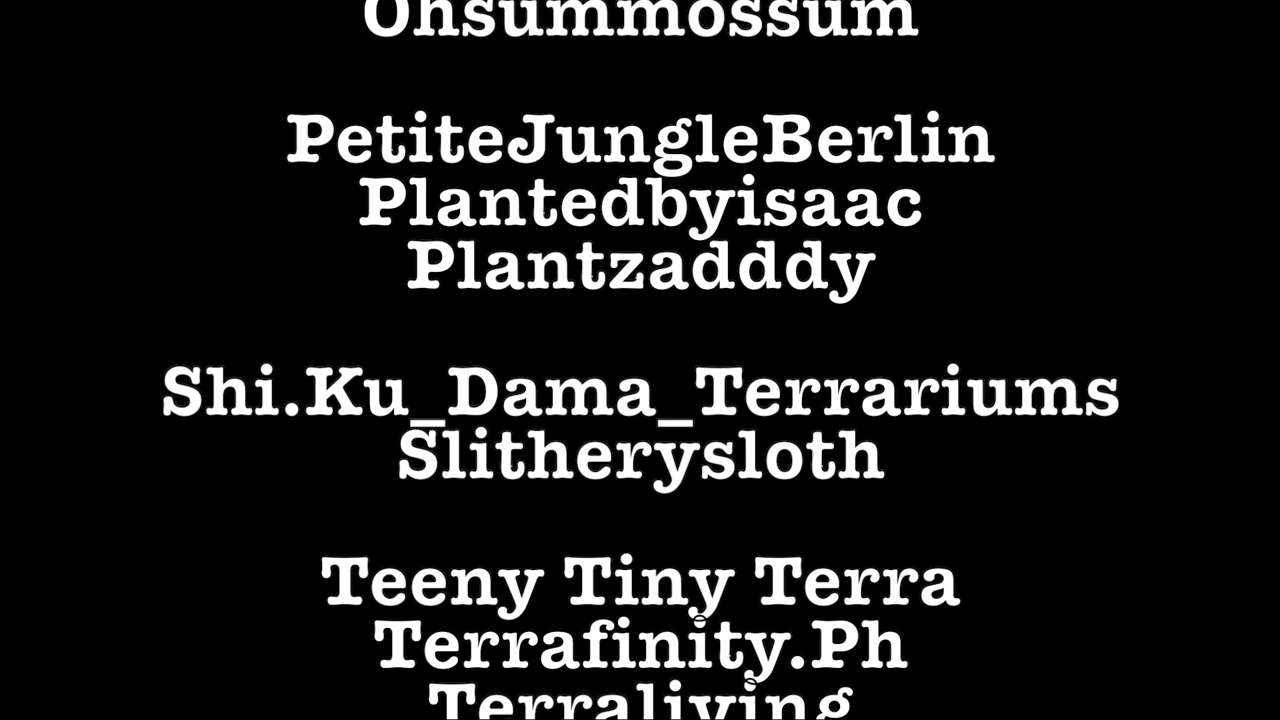 Ohsummossum
PetiteJungleBerlin
Plantedbyisaac
Plantzadddy
Shi.Ku_Dama_Terrariums
Slitherysloth
Teeny Tiny Terra
Terrafinity.Ph
Terraliving